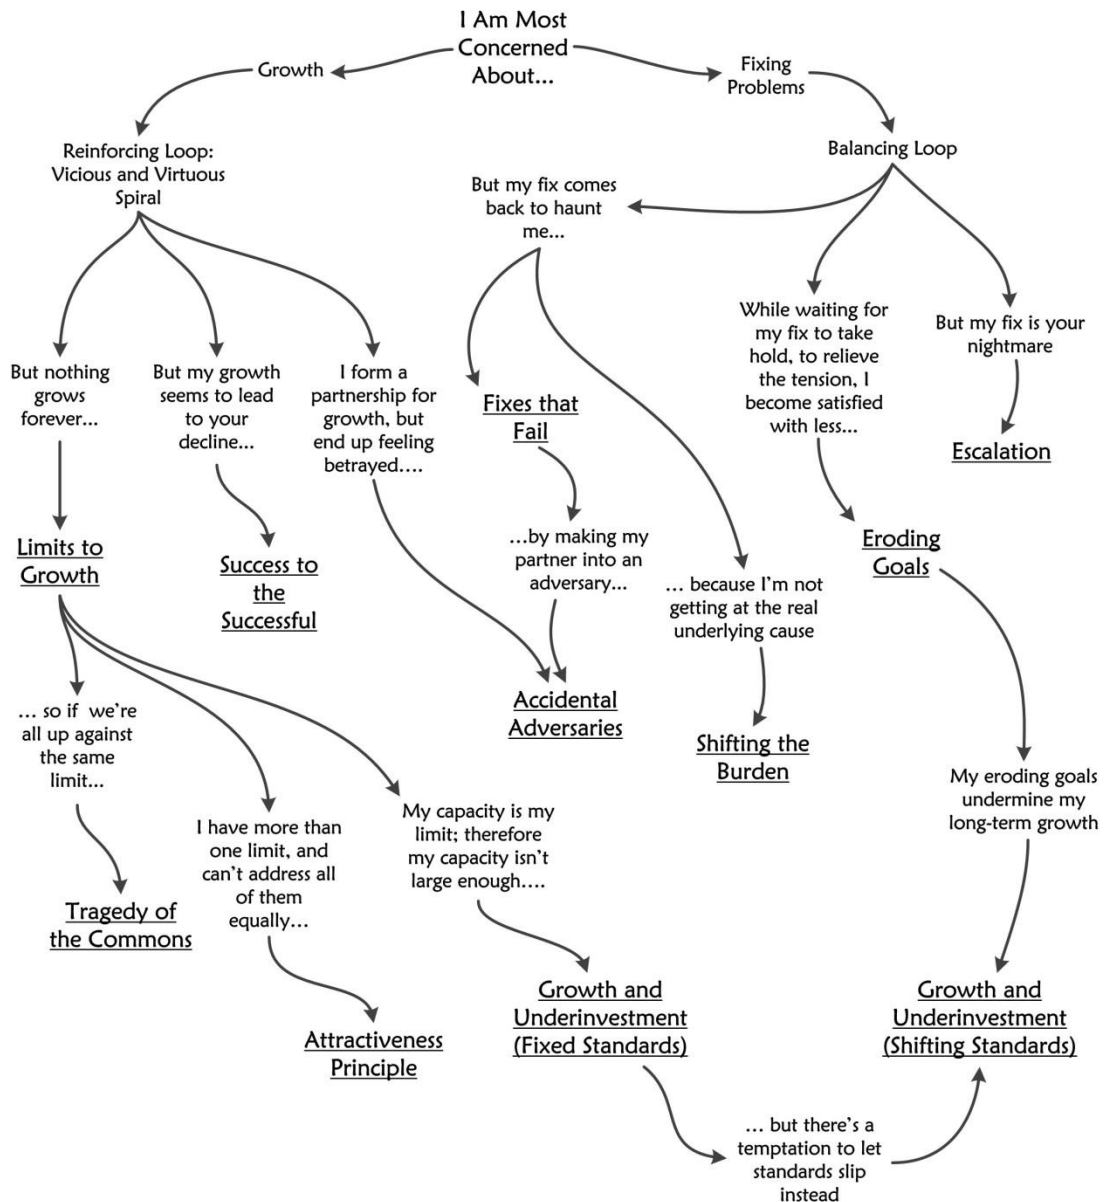 I Am Most
Concerned
About...
Growth
Fixing
Problems
Reinforcing Loop:
Vicious and Virtuous
Spiral
Balancing Loop
But my fix comes
back to haunt
me...
But nothing
grows
forever...
But my growth
seems to lead
to your
decline...
I form a
partnership for
growth, but
end up feeling
betrayed....
Fixes that
Fail
While waiting for
my fix to take
hold, to relieve
the tension, I
become satisfied
with less...
But my fix is your
nightmare
Escalation
Limits to
Growth
Success to
the
Successful
...by making my
partner into an
adversary...
... because I'm not
getting at the real
underlying cause
Eroding
Goals
Accidental
Adversaries
Shifting the
Burden
... so if we're
all up against
the same
limit...
I have more than
one limit, and
can't address all
of them
equally...
My capacity is my
limit; therefore
my capacity isn't
large enough....
My eroding goals
undermine my
long-term growth
Tragedy of
the Commons
Attractiveness
Principle
Growth and
Underinvestment
(Fixed Standards)
Growth and
Underinvestment
(Shifting Standards)
... but there's a
temptation to let
standards slip
instead